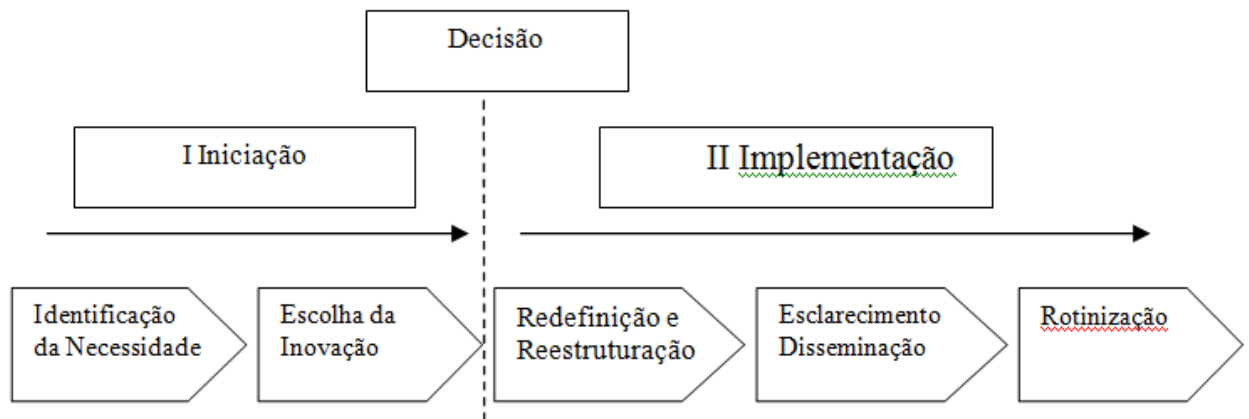 Decisão
I Iniciação
II Implementação
Identificação
da Necessidade
Escolha da
Inovação
Redefinição e
Reestruturação
Esclarecimento
Disseminação
Rotinização